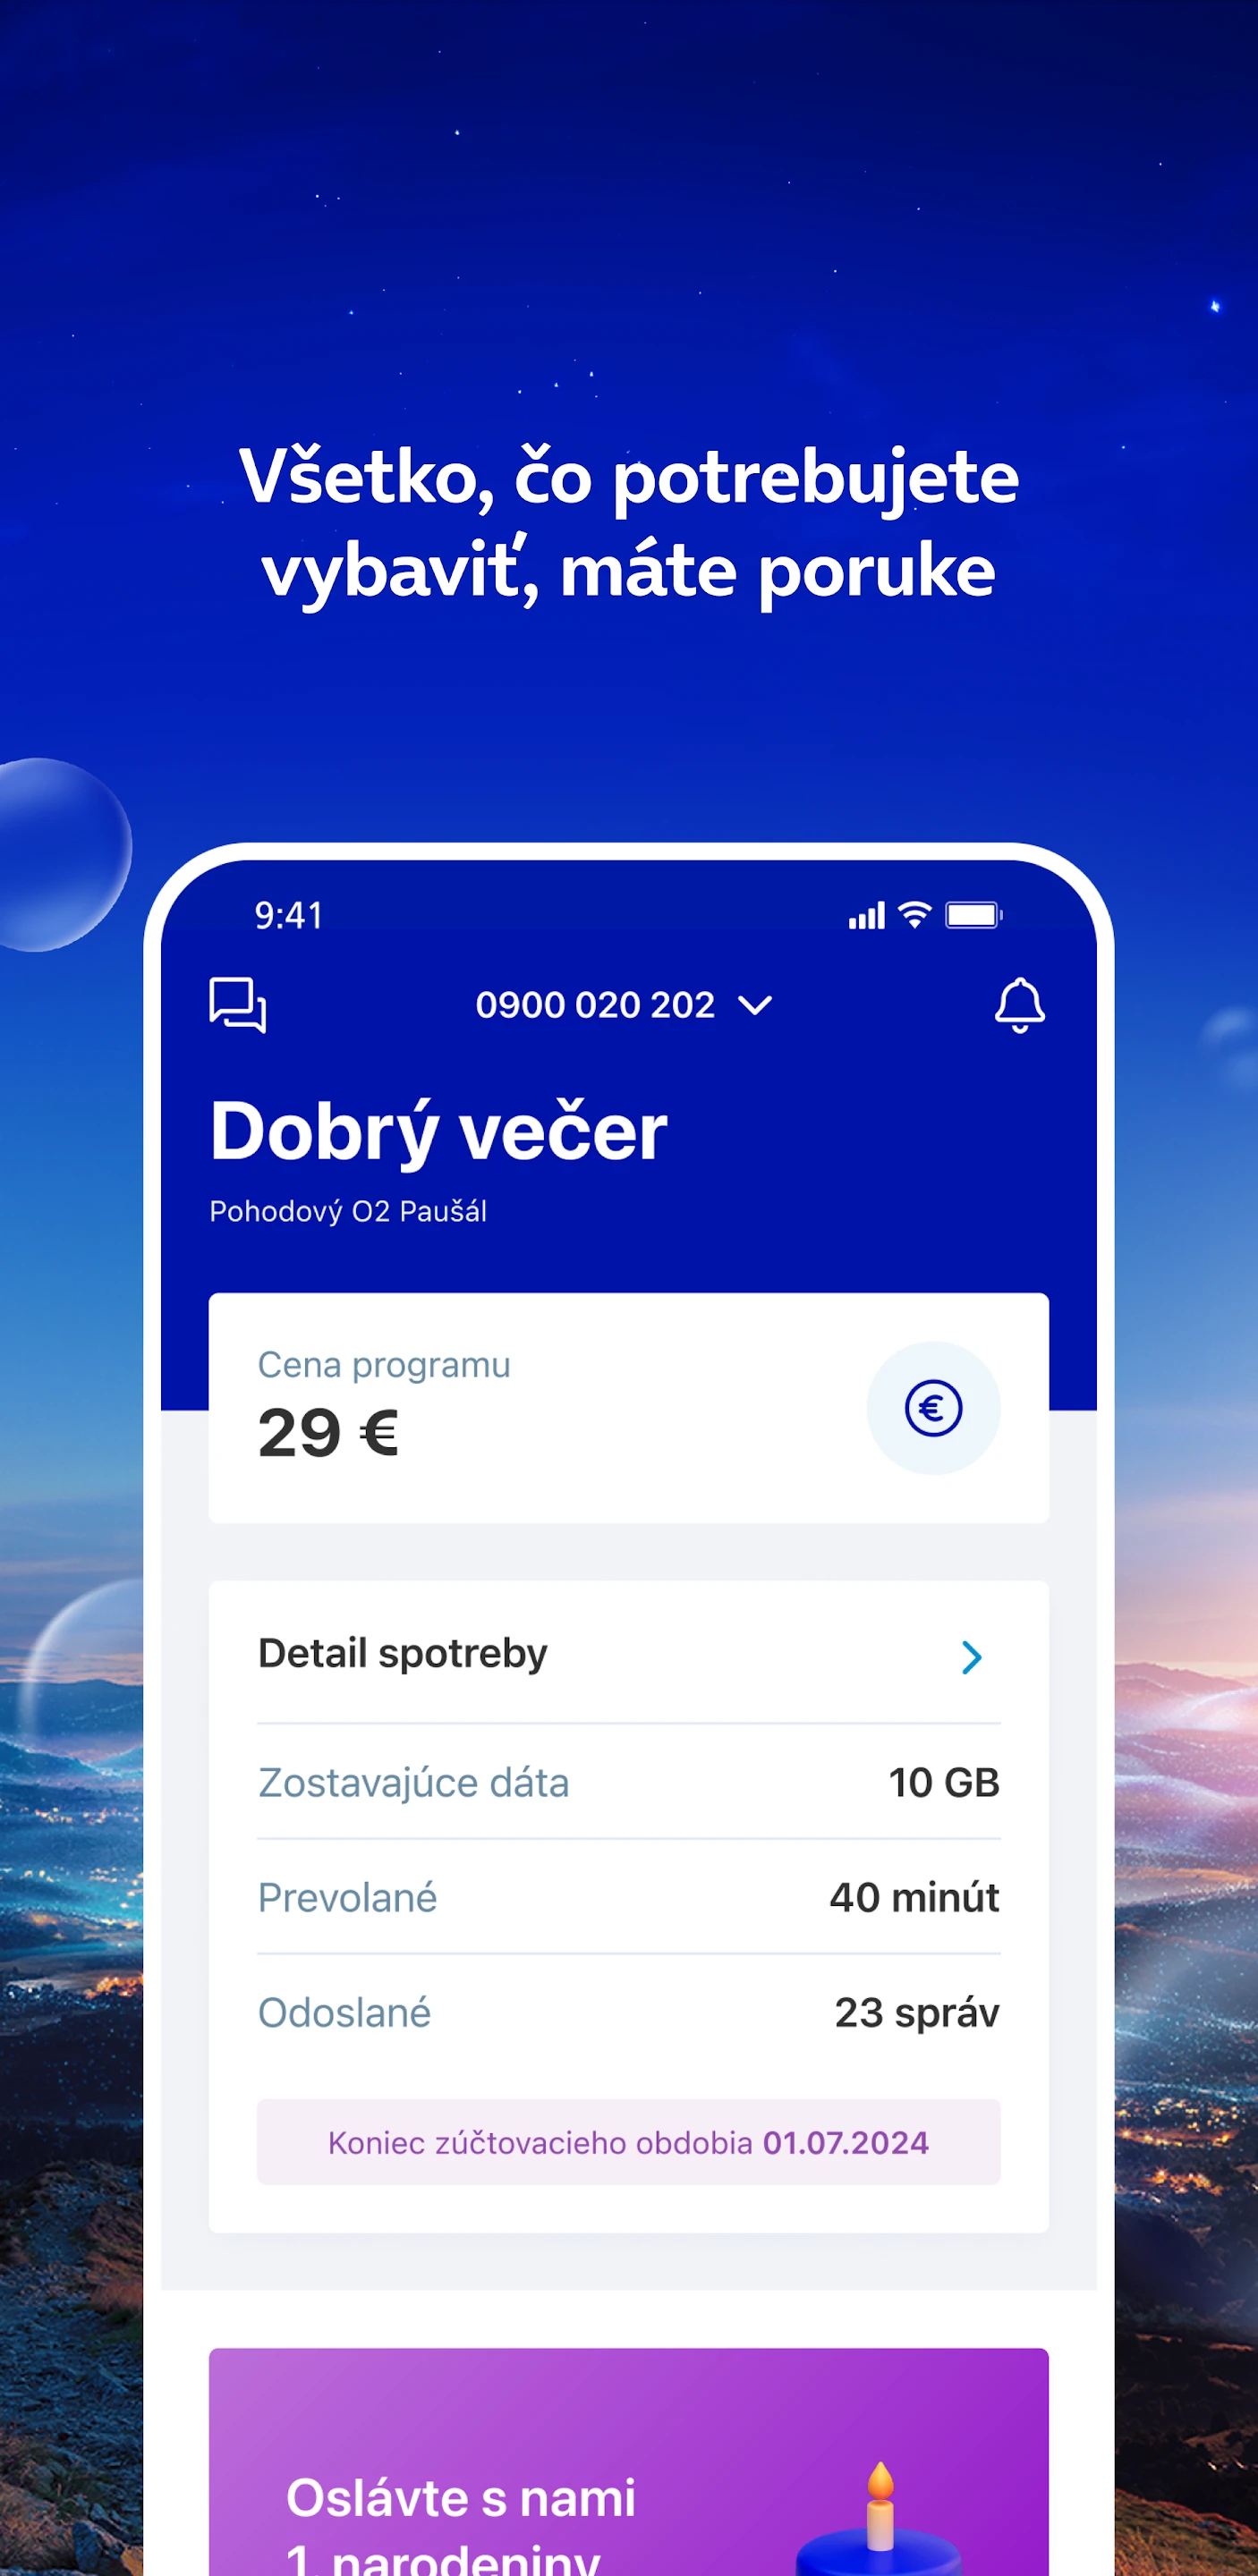 Všetko, čo potrebujete
vybaviť, máte poruke
9:41
0900 020 202
Dobrý večer
Pohodový O2 Paušál
Cena programu
29 €
Detail spotreby
Zostavajúce dáta 10 GB
Prevolané 40 minút
Odoslané 23 správ
Koniec zúčtovacieho obdobia 01.07.2024
Oslávte s nami
1. narodeniny